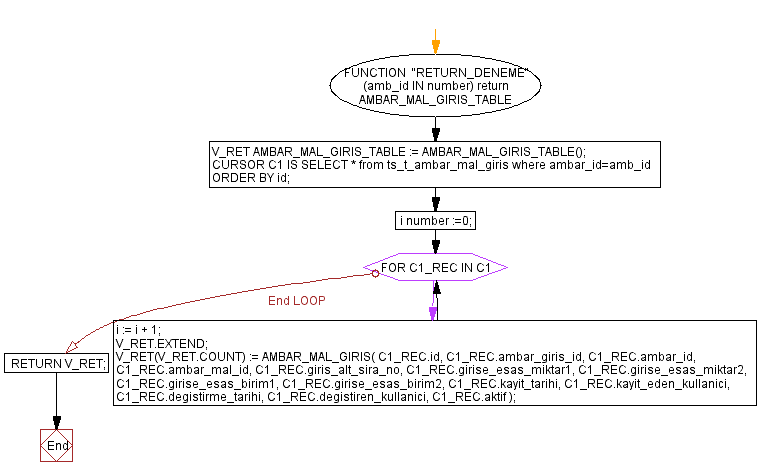 FUNCTION "RETURN_DENEME"
(amb_id IN number) return
AMBAR_MAL_GIRIS_TABLE
V_RET AMBAR_MAL_GIRIS_TABLE := AMBAR_MAL_GIRIS_TABLE();
CURSOR C1 IS SELECT * from ts_t_ambar_mal_giris where ambar_id=amb_id
ORDER BY id;
i number :=0;
FOR C1_REC IN C1
End LOOP
i := i + 1;
V_RET.EXTEND;
V_RET(V_RET.COUNT) := AMBAR_MAL_GIRIS( C1_REC.id, C1_REC.ambar_giris_id, C1_REC.ambar_id,
C1_REC.ambar_mal_id, C1_REC.giris_alt_sira_no, C1_REC.girise_esas_miktar1, C1_REC.girise_esas_miktar2,
C1_REC.girise_esas_birim1, C1_REC.girise_esas_birim2, C1_REC.kayit_tarihi, C1_REC.kayit_eden_kullanici,
C1_REC.degistirme_tarihi, C1_REC.degistiren_kullanici, C1_REC.aktif );
RETURN V_RET;
End